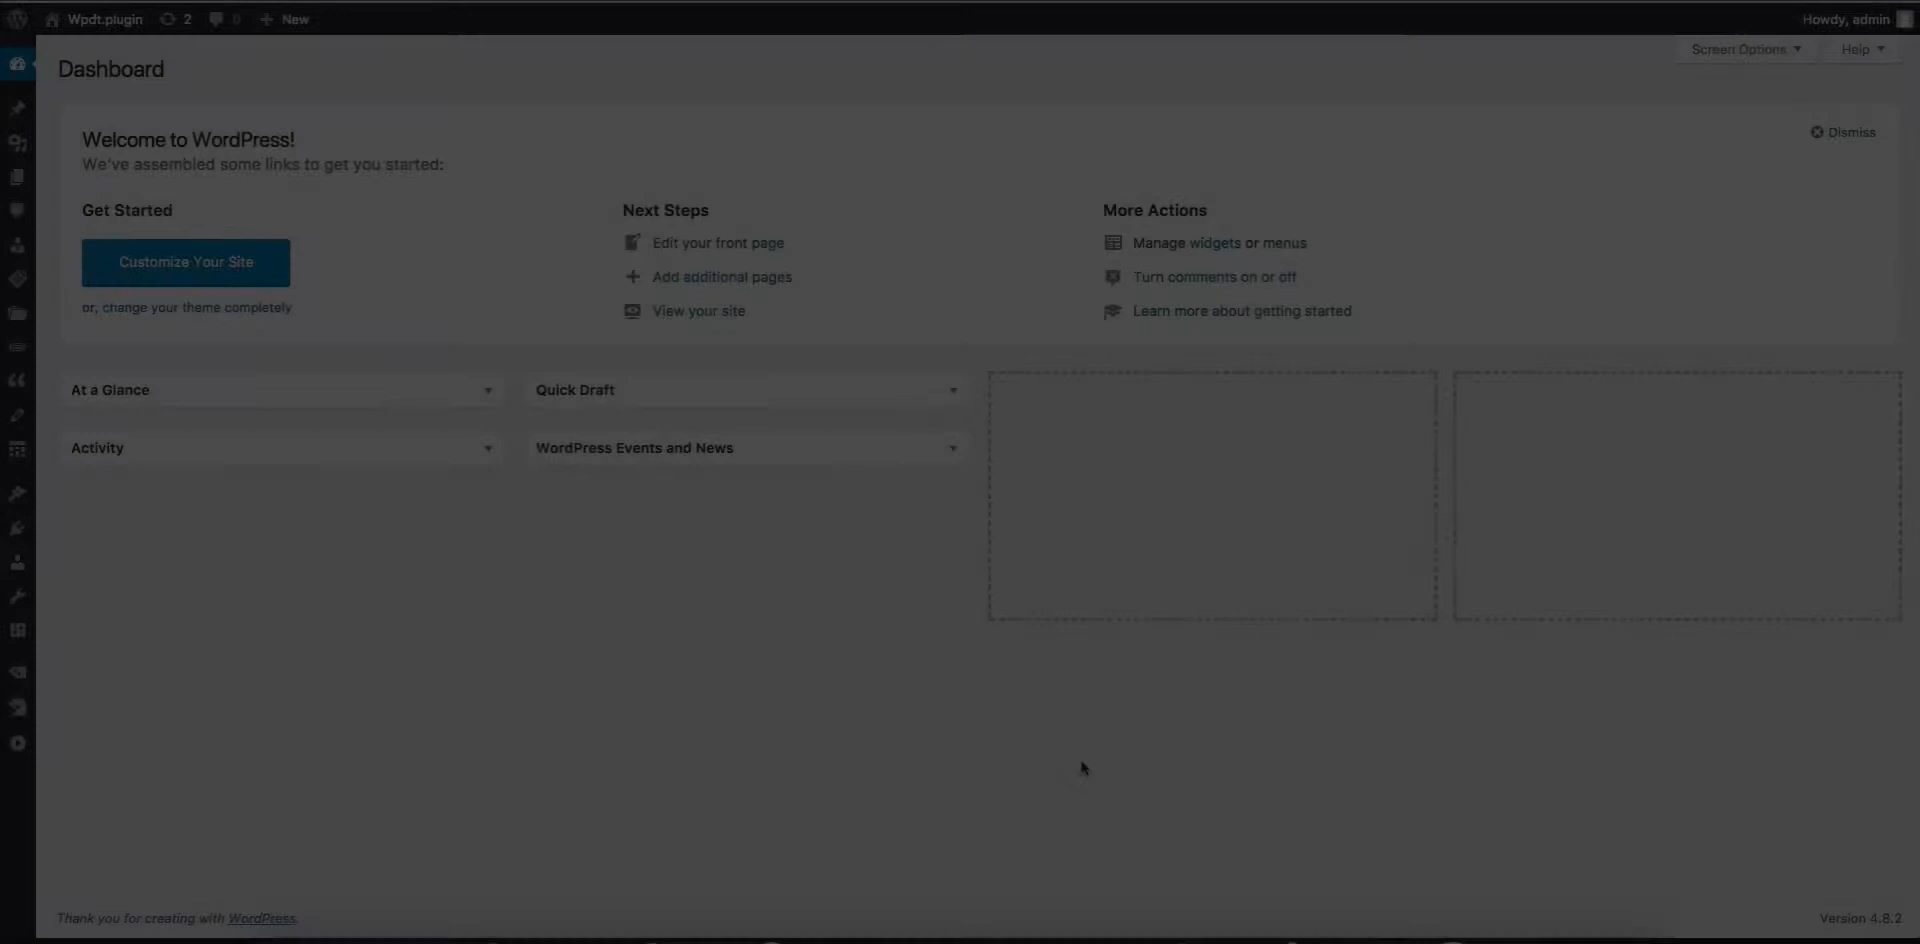 Wpdt.plugin 2 0 New Howdy, admin
Screen Options Help
Dashboard
Welcome to WordPress!
Dismiss
We've assembled some links to get you started:
Get Started
Customize Your Site
or, change your theme completely
Next Steps
Edit your front page
Add additional pages
View your site
More Actions
Manage widgets or menus
Turn comments on or off
Learn more about getting started
At a Glance
Quick Draft
Activity
WordPress Events and News
Thank you for creating with WordPress.
Version 4.8.2